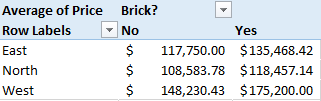 Average of Price Brick?
Row Labels No Yes
East $ 117,750.00 $135,468.42
North $ 108,583.78 $118,457.14
West $ 148,230.43 $175,200.00